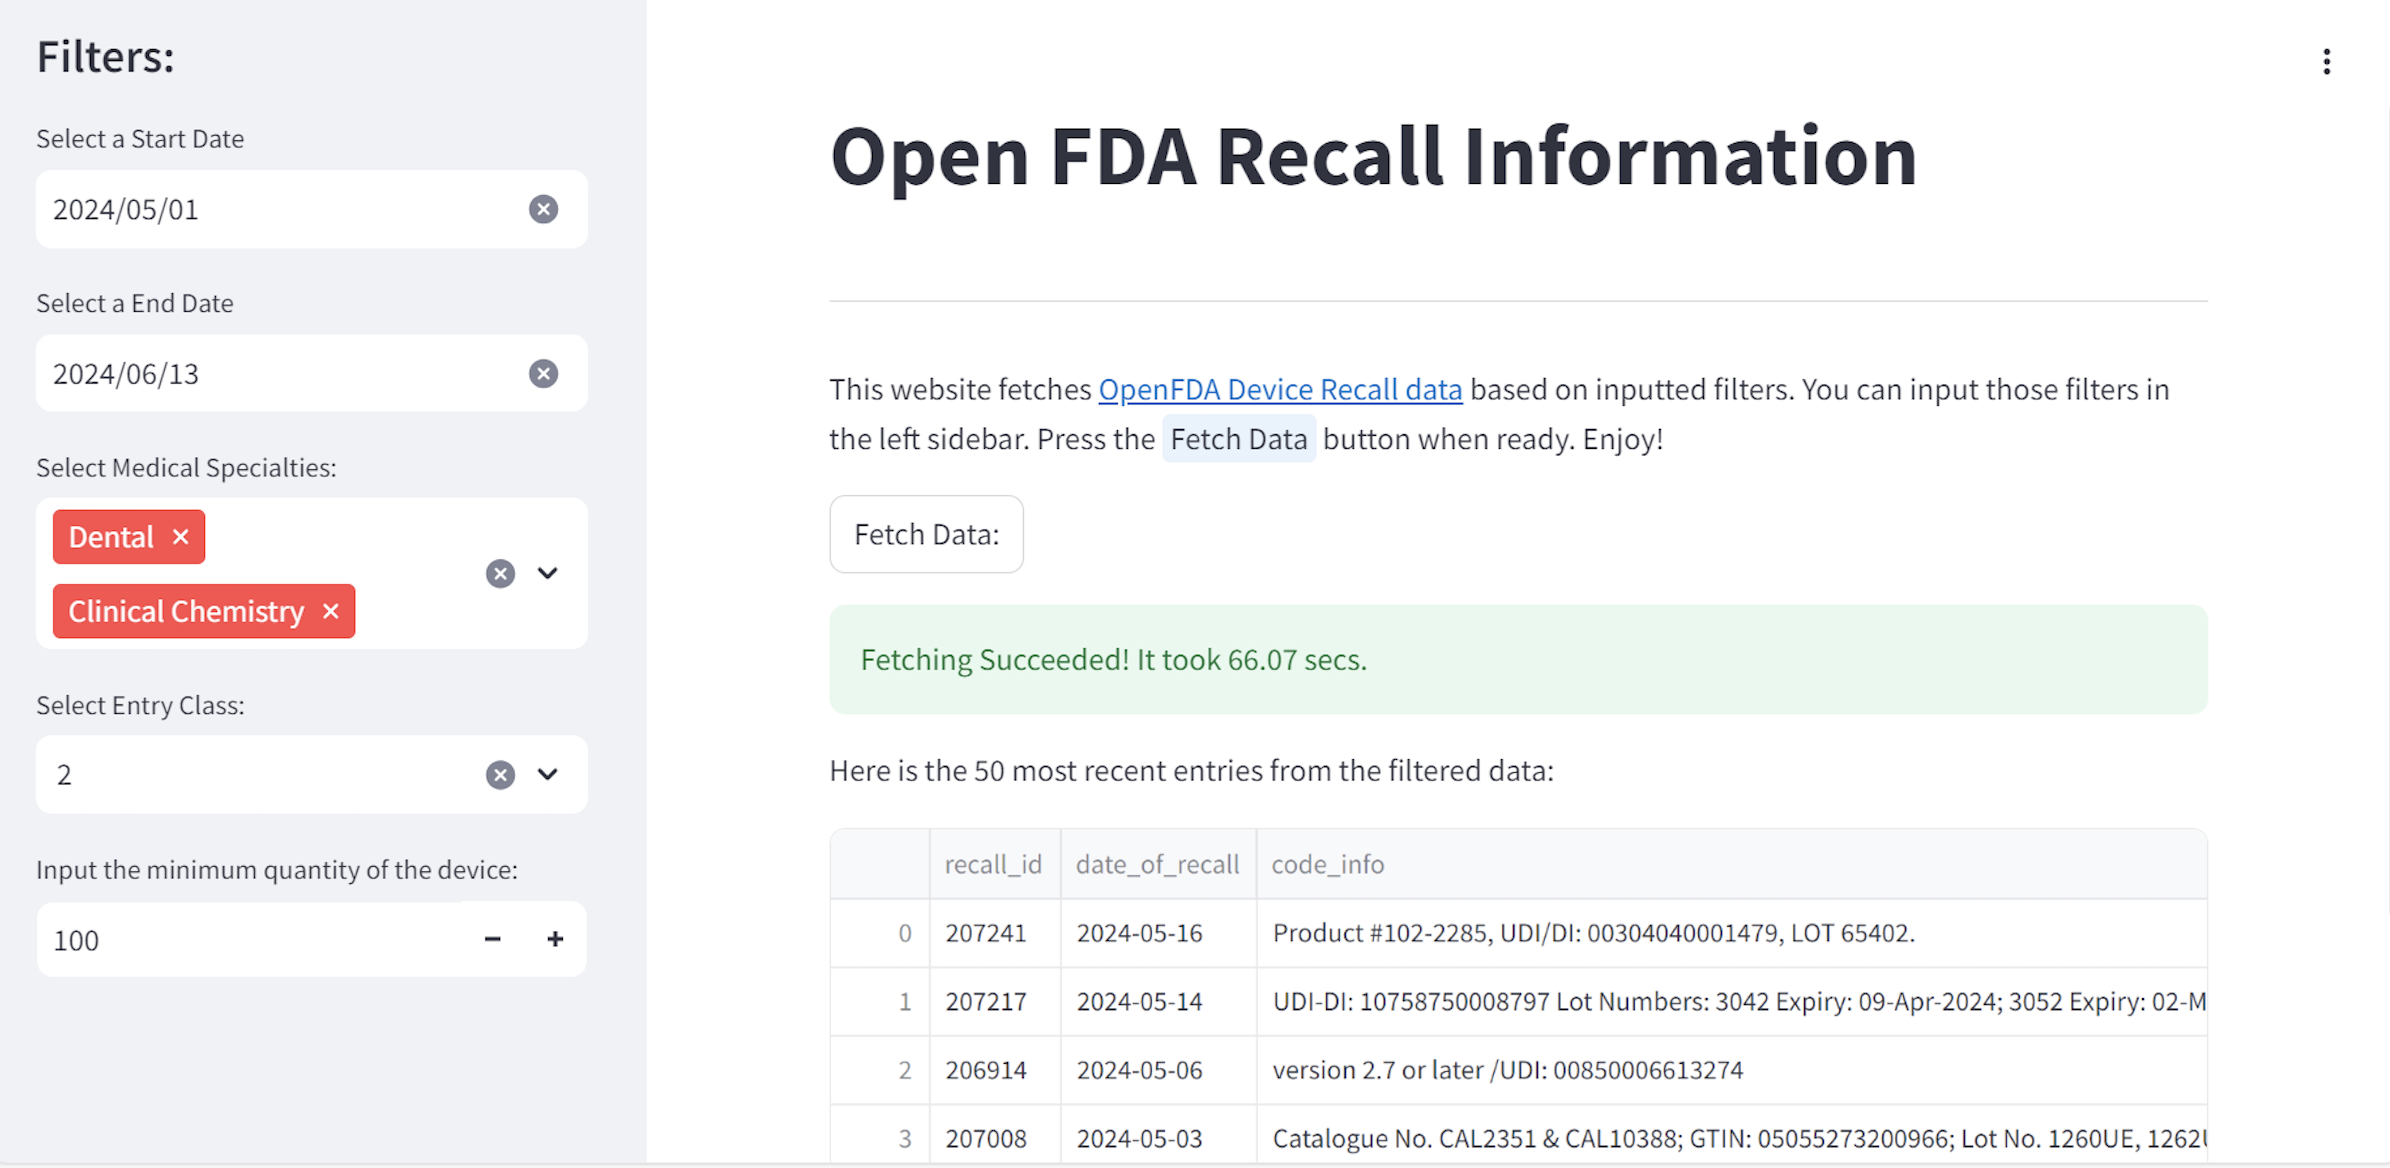 Filters:
Select a Start Date
2024/05/01
Select a End Date
2024/06/13
Select Medical Specialties:
Dental
Clinical Chemistry
Select Entry Class:
2
Input the minimum quantity of the device:
100
Open FDA Recall Information
This website fetches OpenFDA Device Recall data based on inputted filters. You can input those filters in
the left sidebar. Press the Fetch Data button when ready. Enjoy!
Fetch Data:
Fetching Succeeded! It took 66.07 secs.
Here is the 50 most recent entries from the filtered data:
recall_id date_of_recall code_info
0 207241 2024-05-16 Product #102-2285, UDI/DI: 00304040001479, LOT 65402.
1 207217 2024-05-14 UDI-DI: 10758750008797 Lot Numbers: 3042 Expiry: 09-Apr-2024; 3052 Expiry: 02-M
2 206914 2024-05-06 version 2.7 or later /UDI: 00850006613274
3 207008 2024-05-03 Catalogue No. CAL2351 & CAL10388; GTIN: 05055273200966; Lot No. 1260UE, 1262U